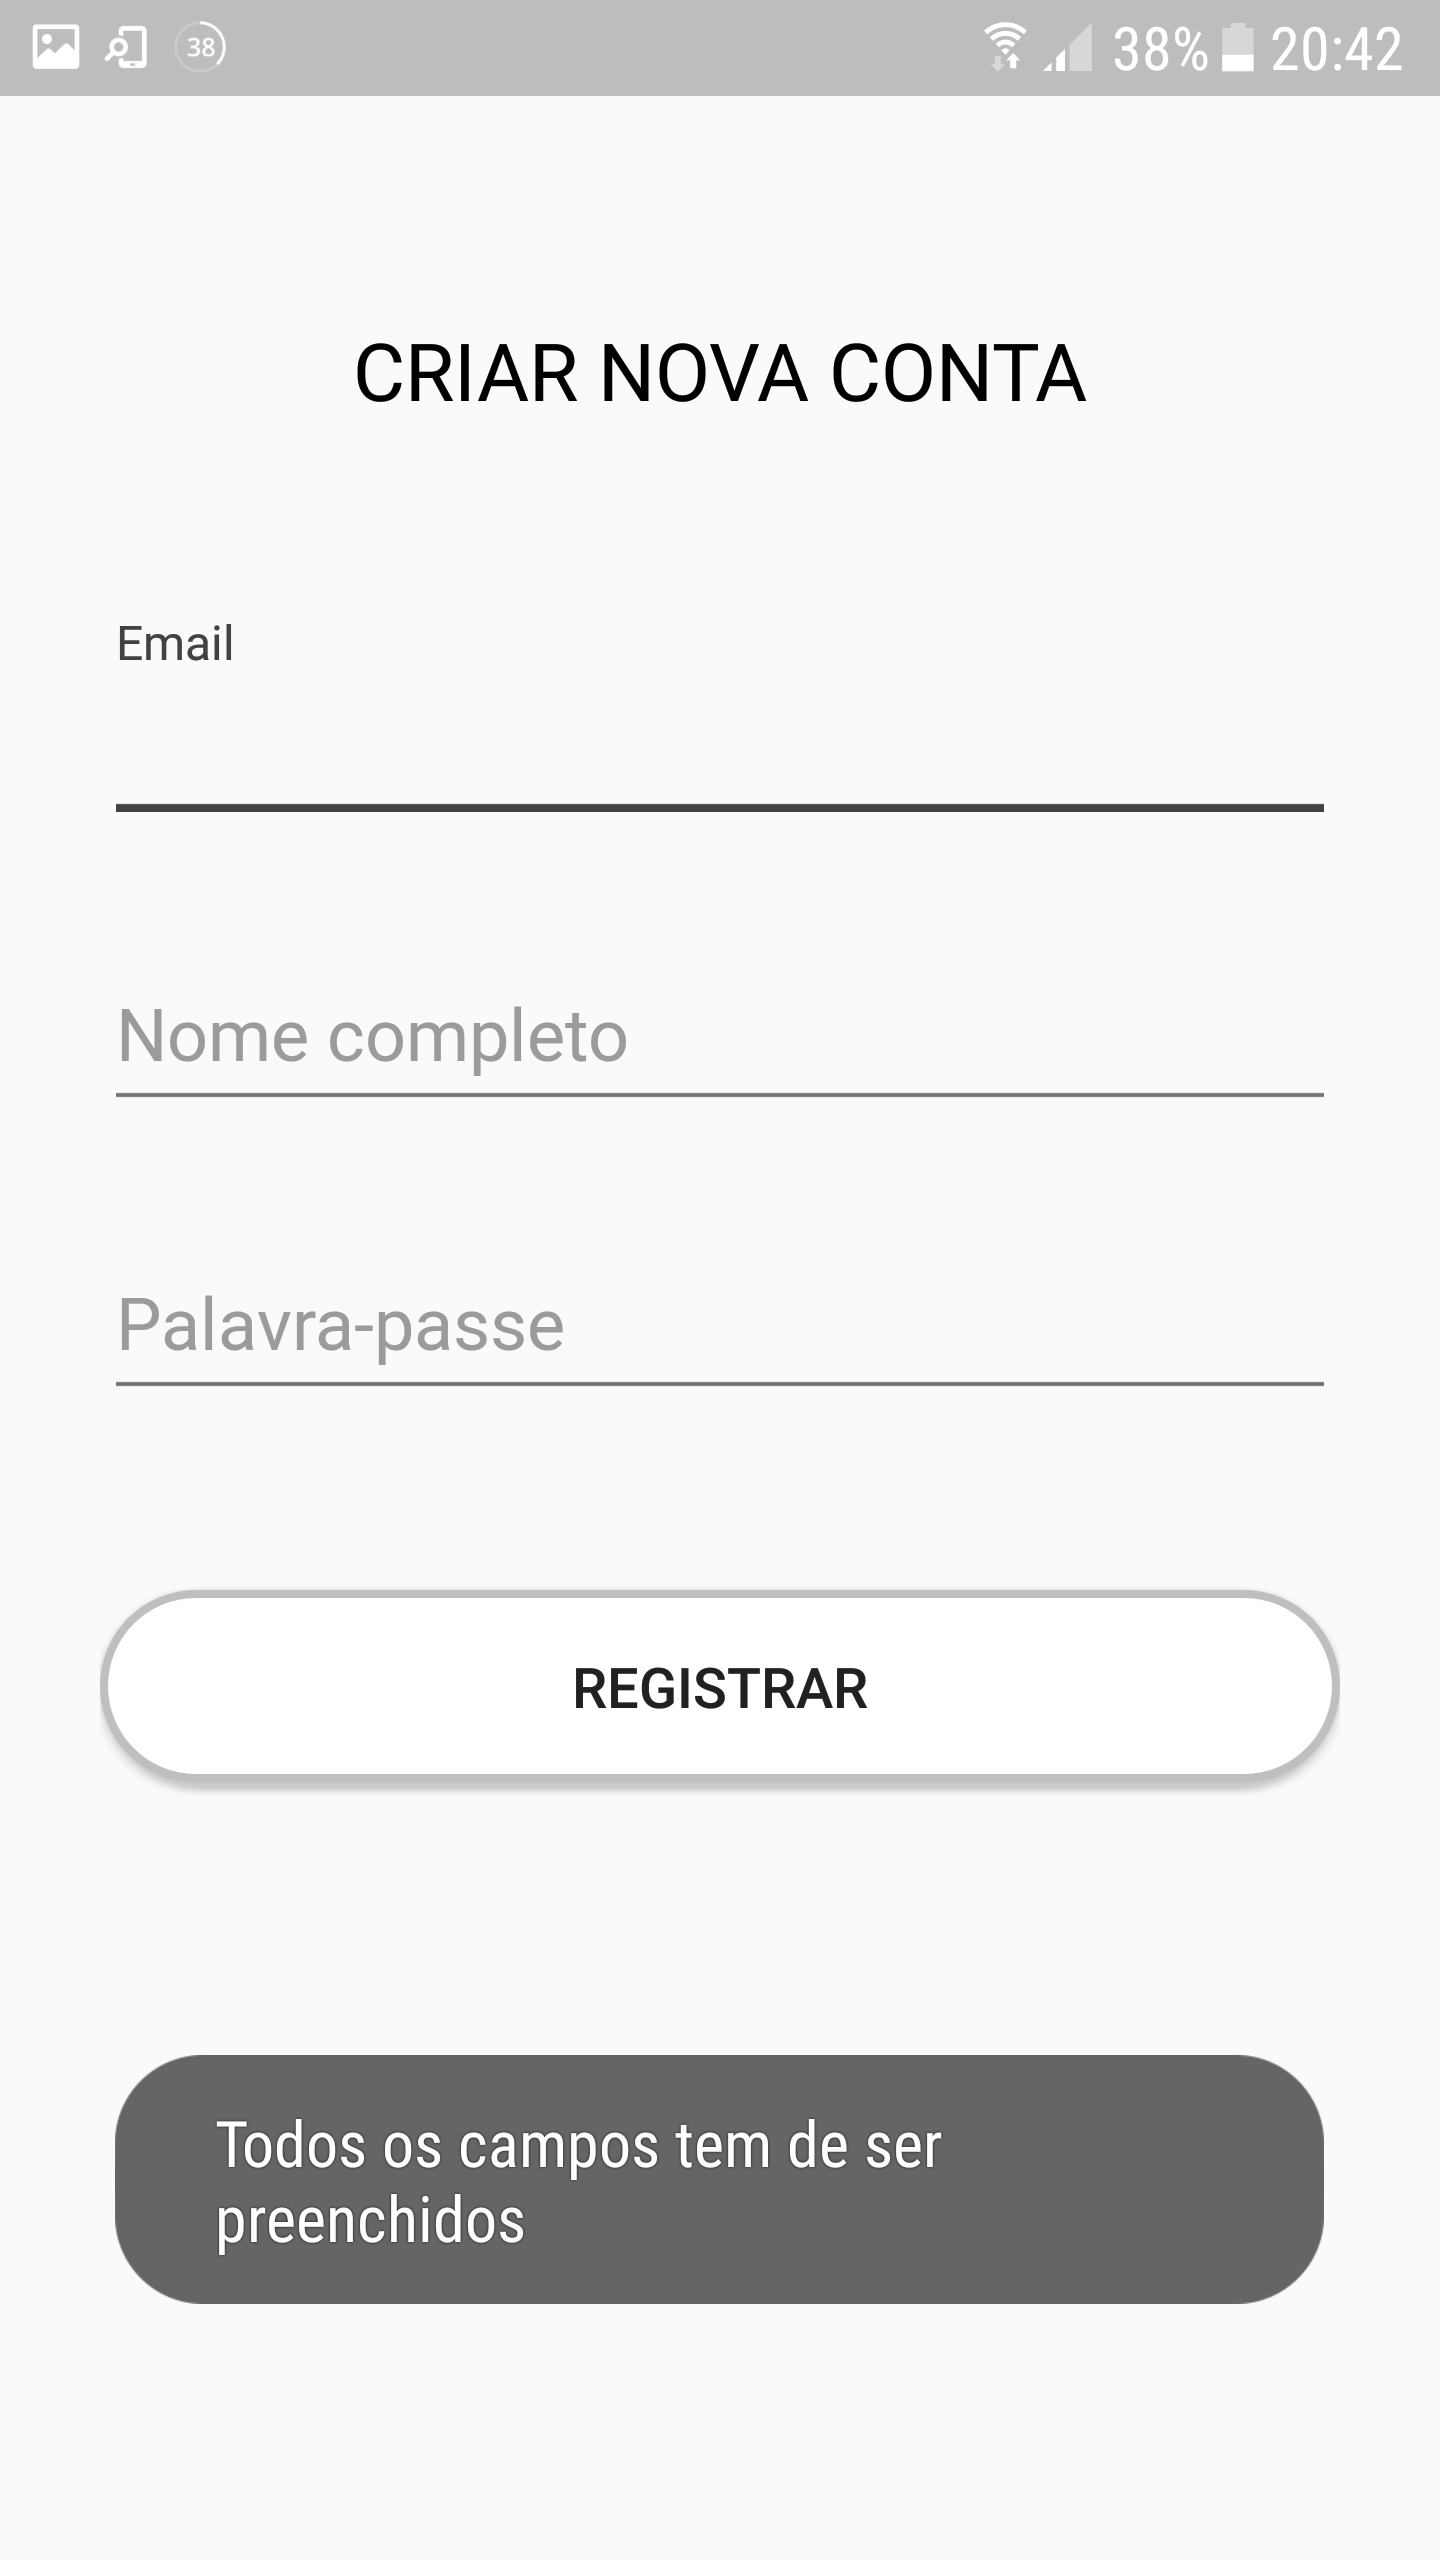 38
38%
20:42
CRIAR NOVA CONTA
Email
Nome completo
Palavra-passe
REGISTRAR
Todos os campos tem de ser
preenchidos